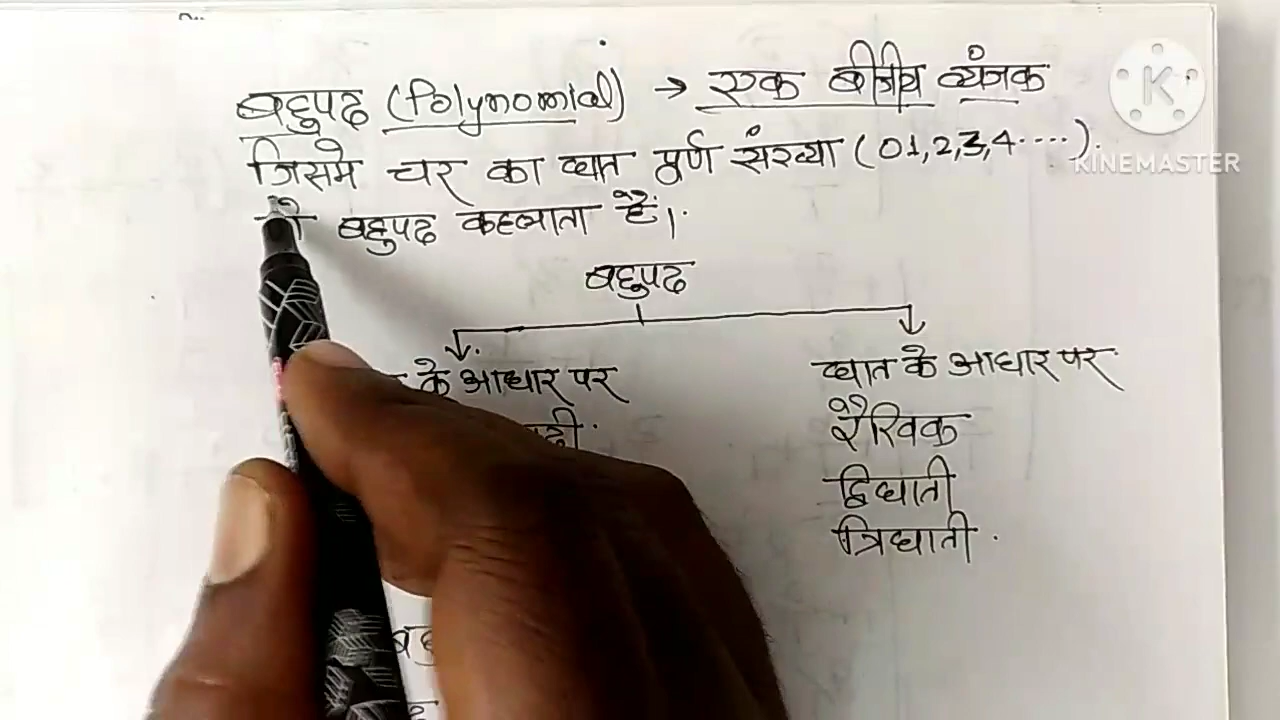 बहुपद (Polynomial) → एक बीजीय व्यंजक
जिसमे चर का घात पूर्ण संख्या (0 1, 2, 3, 4 ....).
बहुपद कहलाता है।
बहुपद
के आधार पर
घात के आधार पर
रैखिक
द्विघाती
त्रिघाती
K
KINEMASTER